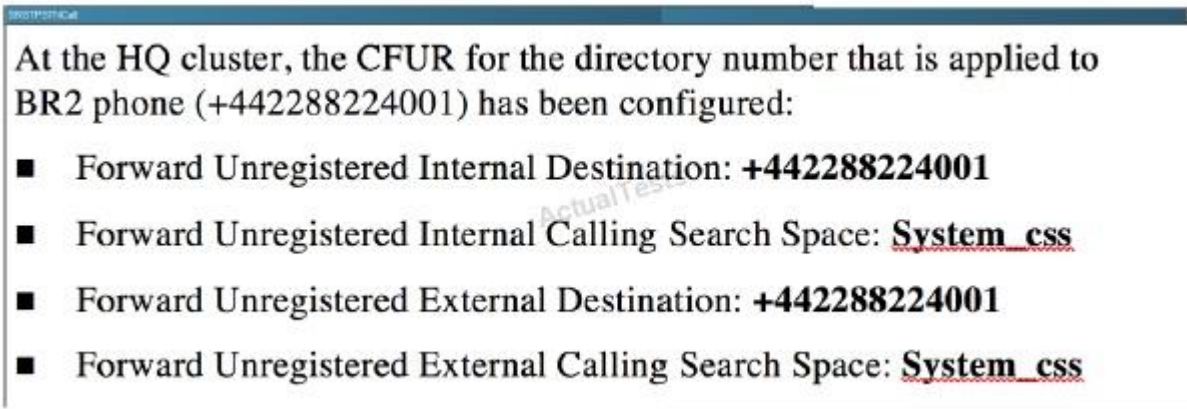 SRSTPSTNCall
At the HQ cluster, the CFUR for the directory number that is applied to
BR2 phone (+442288224001) has been configured:
■ Forward Unregistered Internal Destination: +442288224001
ActualTests
■ Forward Unregistered Internal Calling Search Space: System_css
■ Forward Unregistered External Destination: +442288224001
■ Forward Unregistered External Calling Search Space: System_css